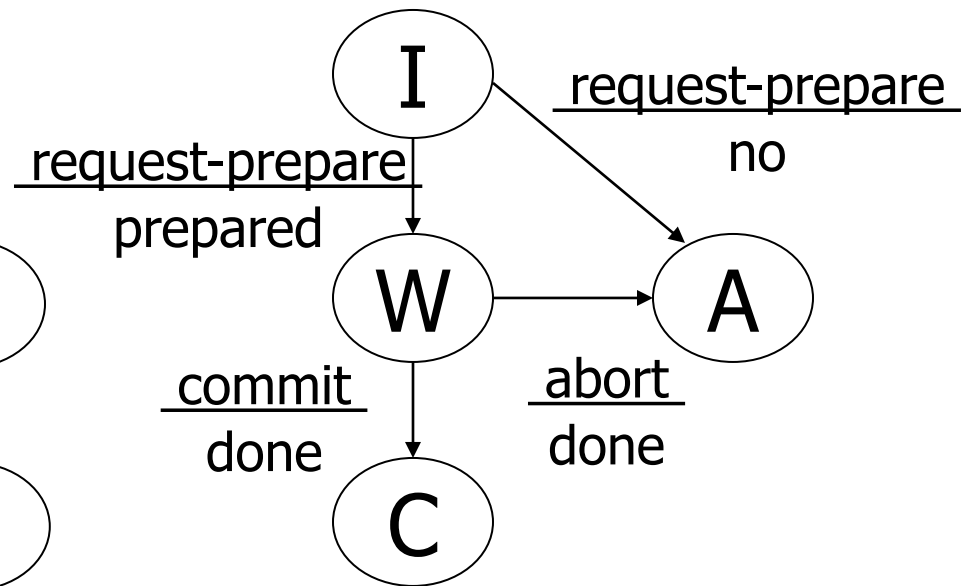 I
request-prepare
no
request-prepare
prepared
W
A
commit
done
abort
done
C